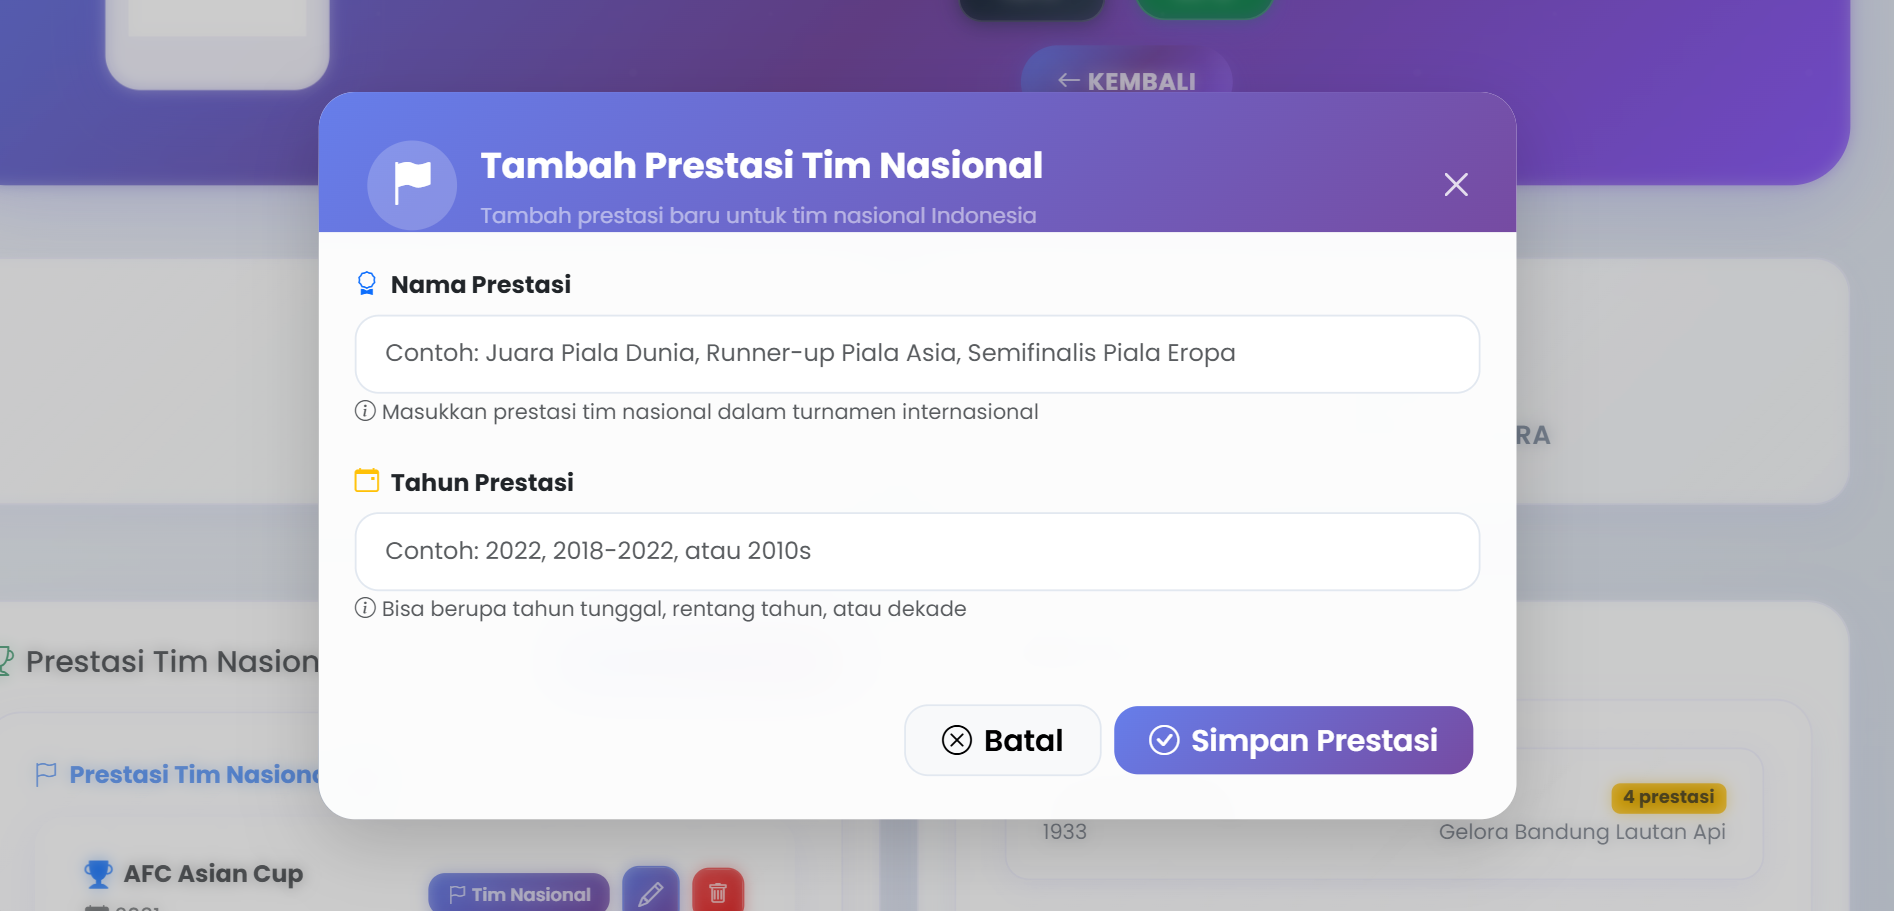 ← KEMBALI
Tambah Prestasi Tim Nasional
Tambah prestasi baru untuk tim nasional Indonesia
Nama Prestasi
Contoh: Juara Piala Dunia, Runner-up Piala Asia, Semifinalis Piala Eropa
Masukkan prestasi tim nasional dalam turnamen internasional
RA
Tahun Prestasi
Contoh: 2022, 2018-2022, atau 2010s
Bisa berupa tahun tunggal, rentang tahun, atau dekade
Prestasi Tim Nasion
Batal
Simpan Prestasi
Prestasi Tim Nasion
4 prestasi
1933
Gelora Bandung Lautan Api
AFC Asian Cup
Tim Nasional